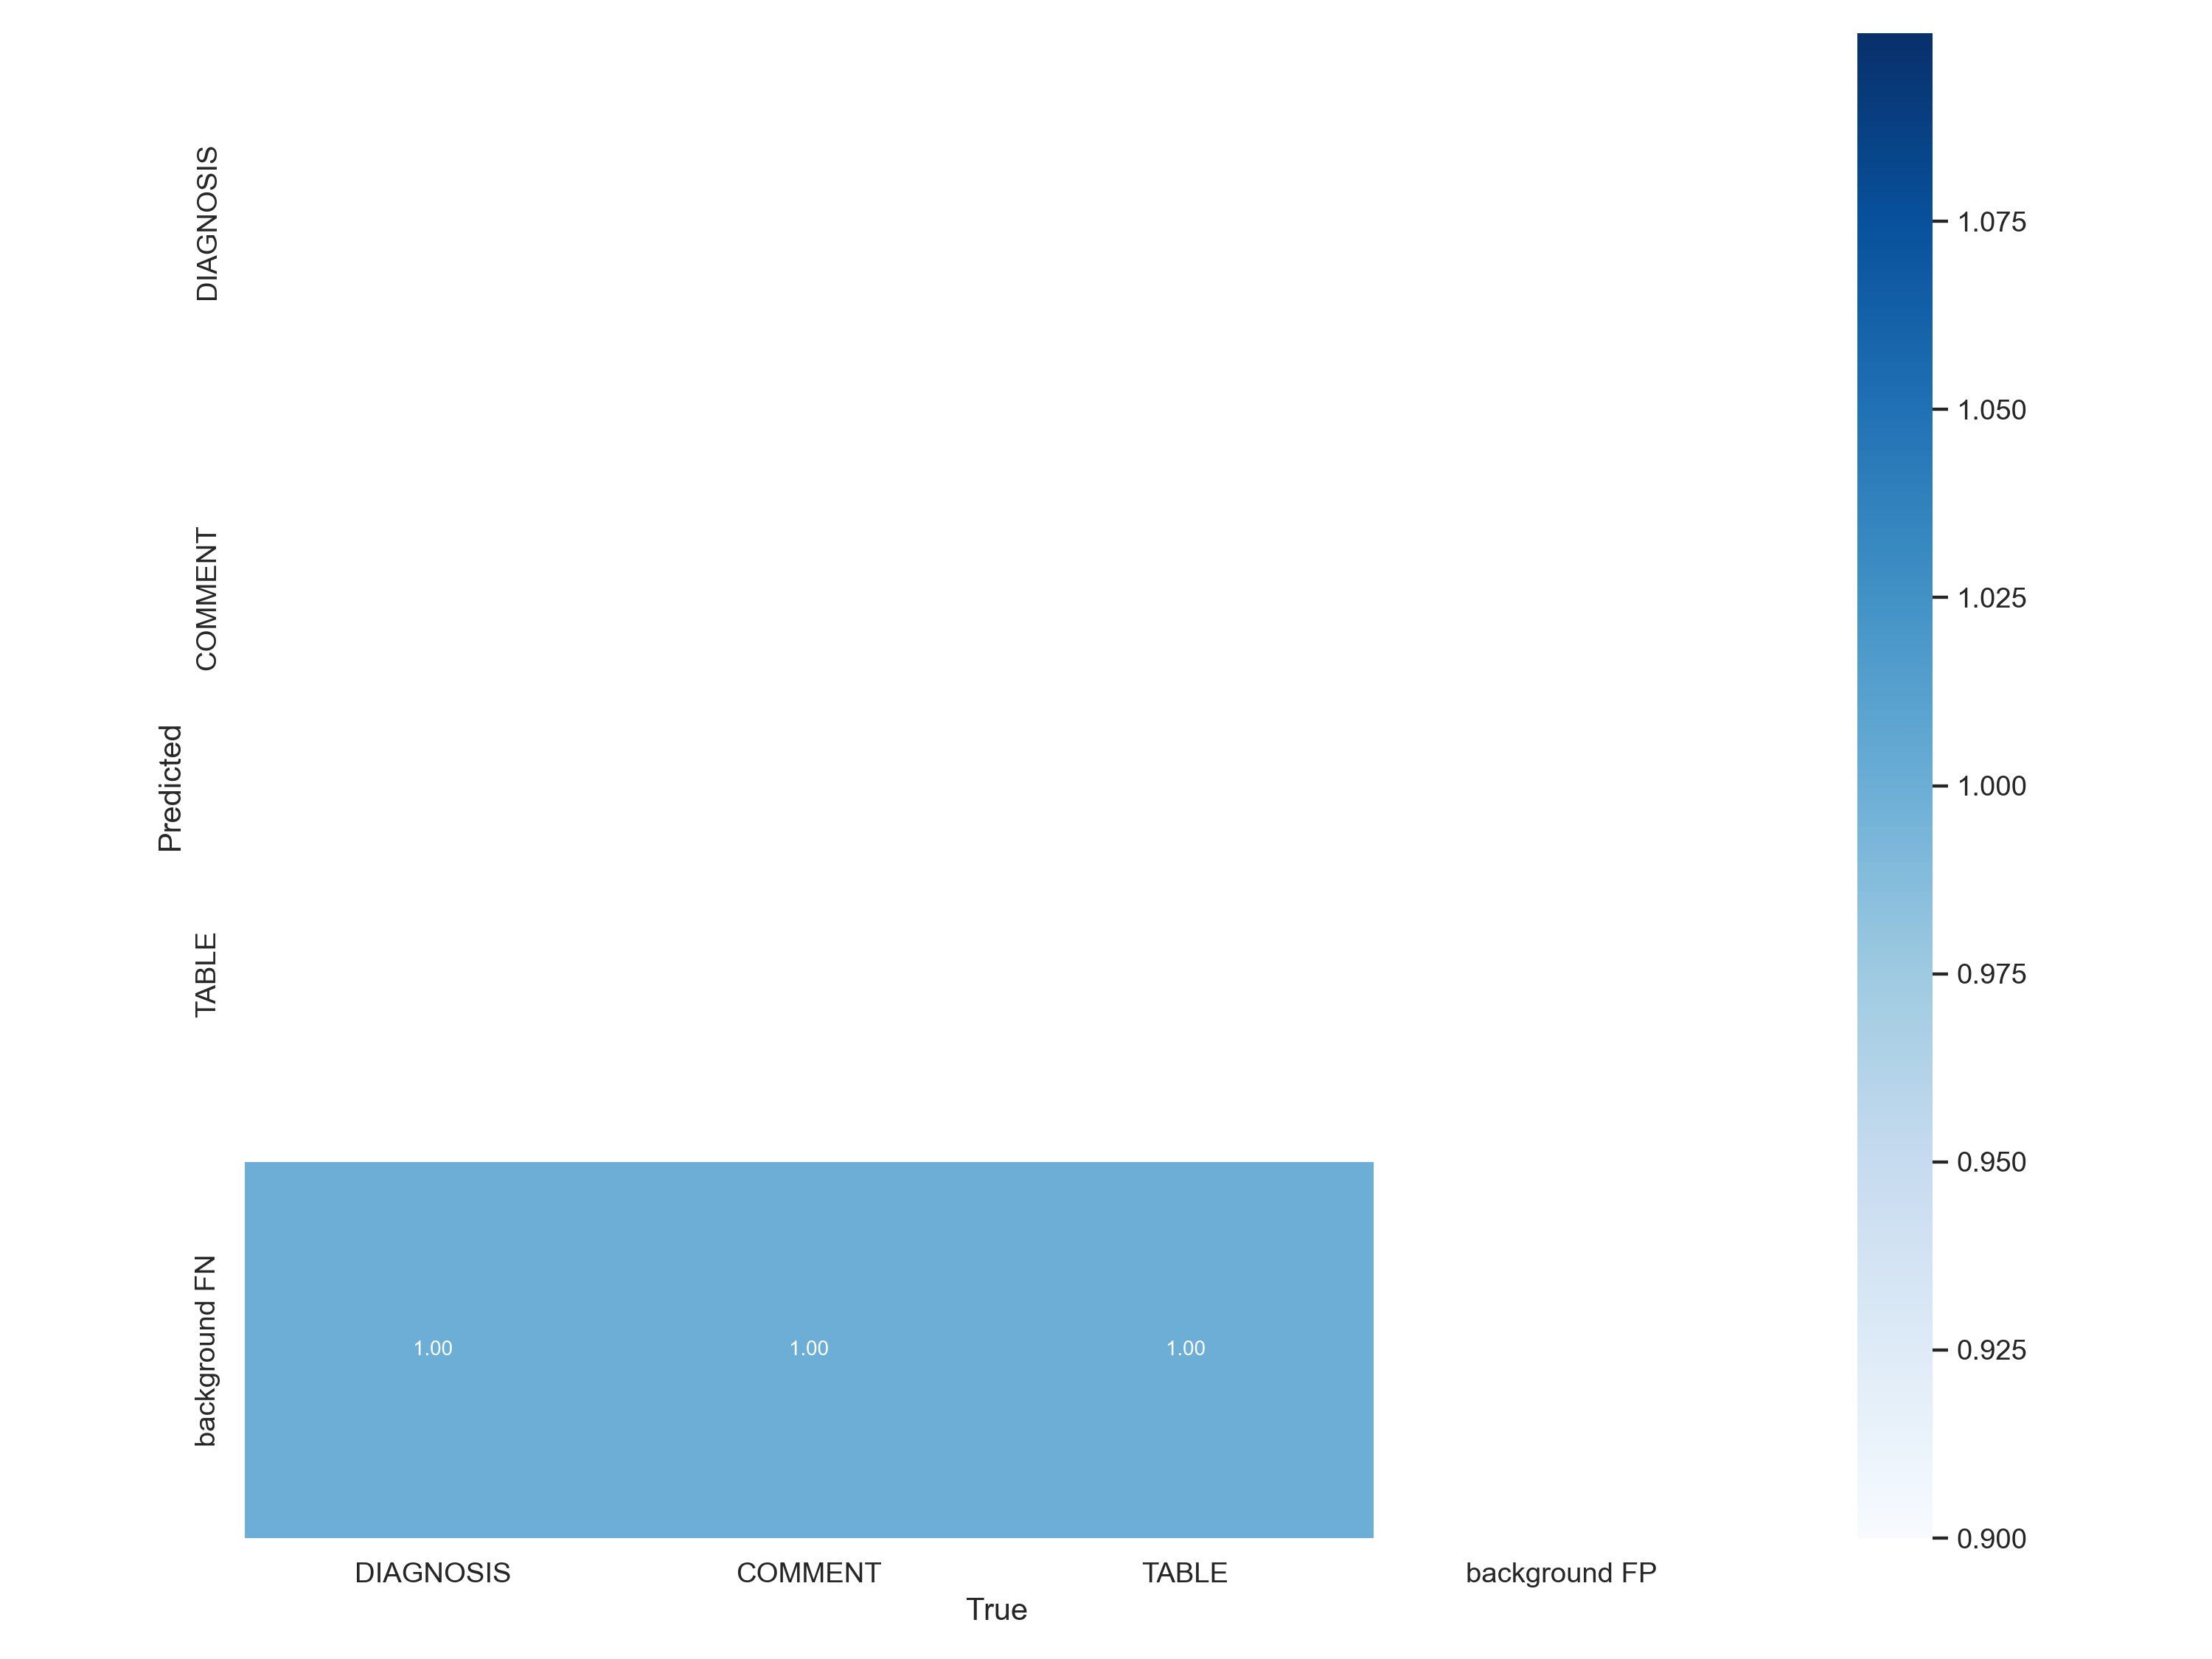 DIAGNOSIS
COMMENT
TABLE
background FN
Predicted
1.00 1.00 1.00
DIAGNOSIS COMMENT TABLE background FP
True
1.075
1.050
1.025
1.000
0.975
0.950
0.925
0.900